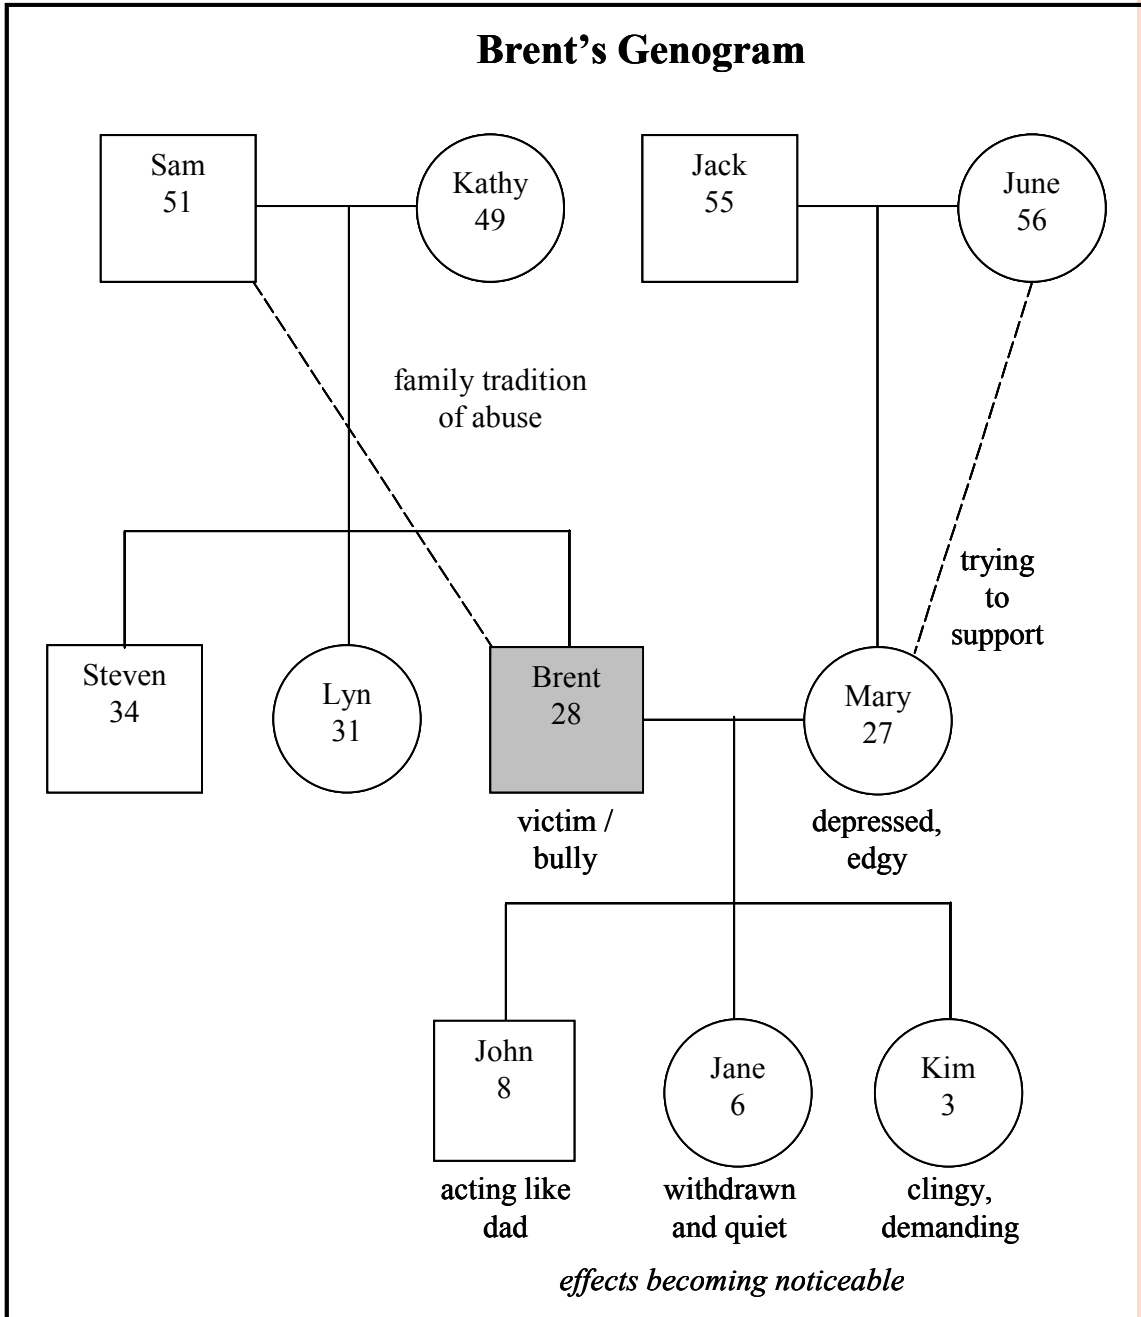 Brent’s Genogram
Sam
51
Kathy
49
Jack
55
June
56
family tradition
of abuse
trying
to
support
Steven
34
Lyn
31
Brent
28
Mary
27
victim /
bully
depressed,
edgy
John
8
Jane
6
Kim
3
acting like
dad
withdrawn
and quiet
clingy,
demanding
effects becoming noticeable